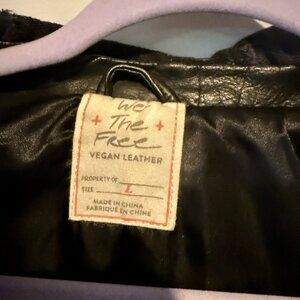 We
The
Free
VEGAN LEATHER
PROPERTY OF
SIZE L
MADE IN CHINA
FABRIQUÉ EN CHINE